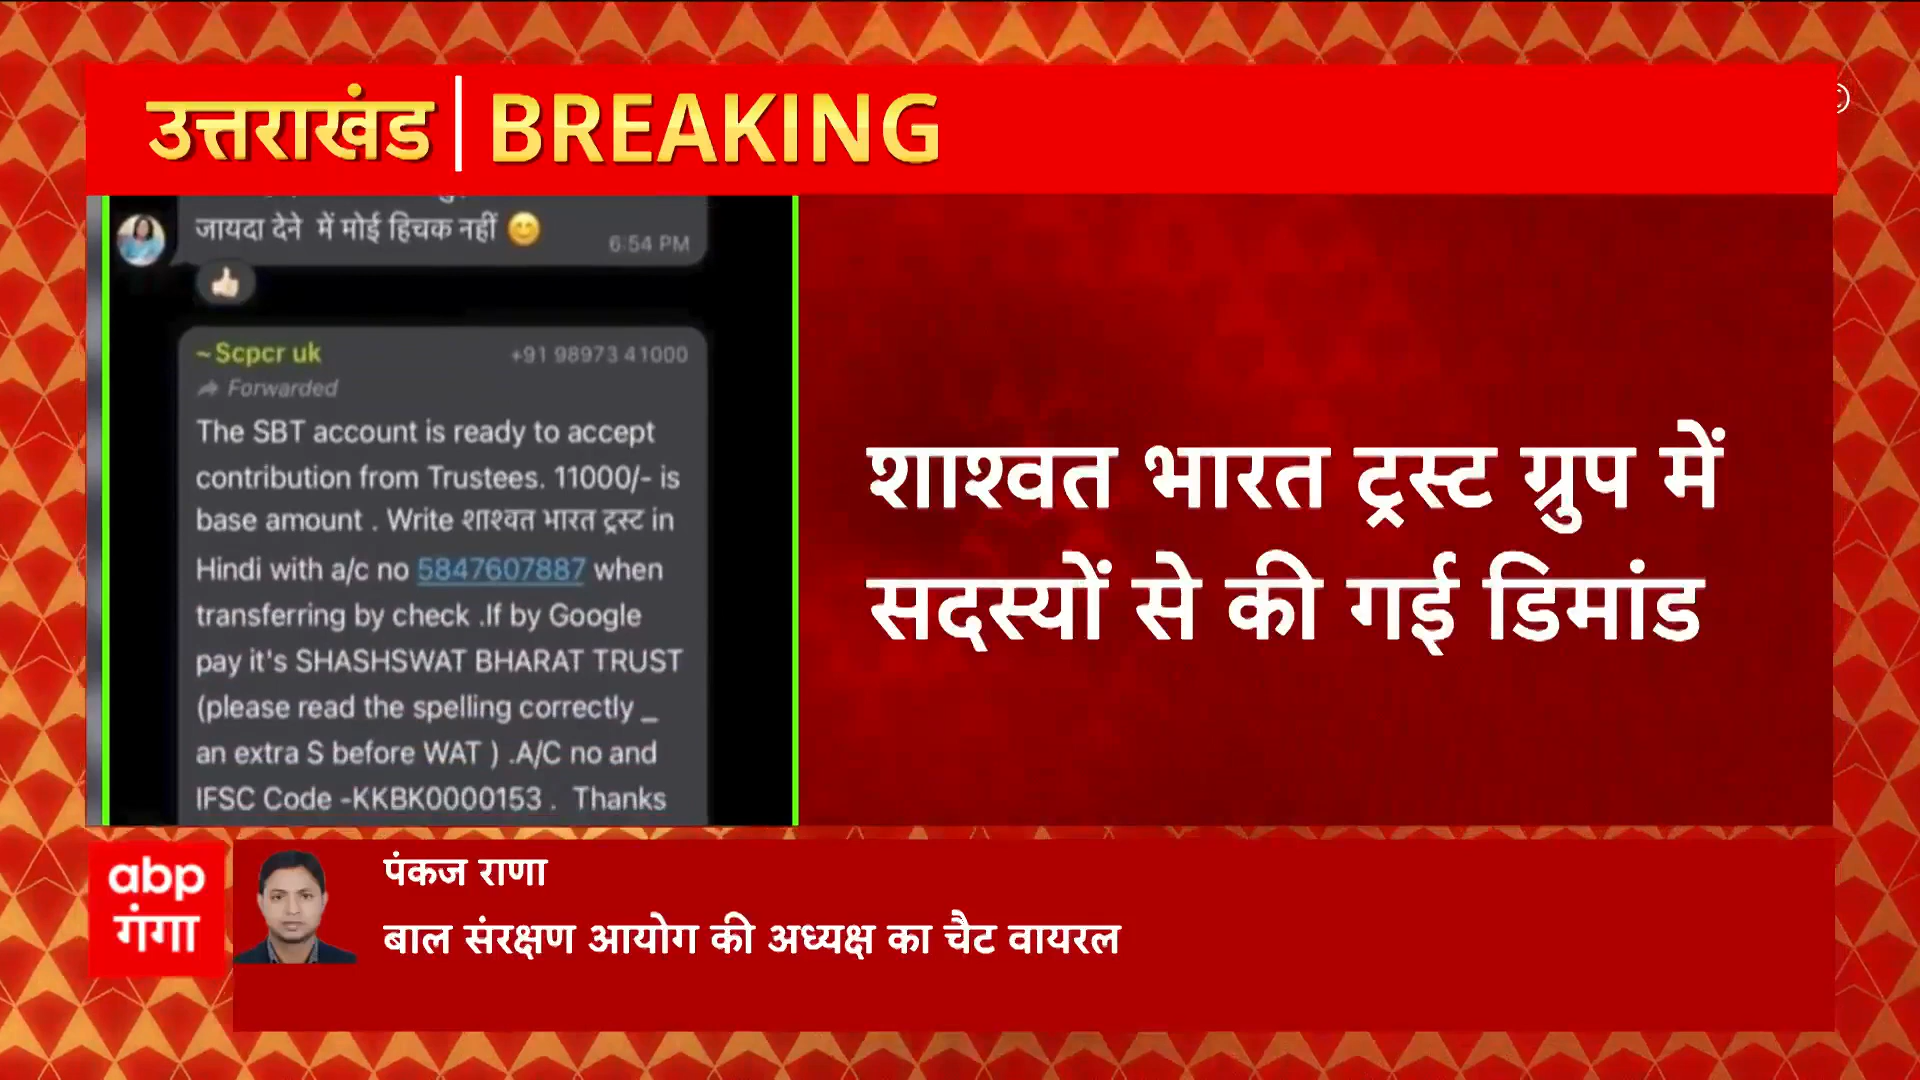 उत्तराखंड BREAKING
जायदा देने में मोई हिचक नहीं 😊
6:54 PM
~Scpcr uk +91 98973 41000
Forwarded
The SBT account is ready to accept
contribution from Trustees. 11000/- is
base amount . Write शाश्वत भारत ट्रस्ट in
Hindi with a/c no 5847607887 when
transferring by check .If by Google
pay it's SHASHSWAT BHARAT TRUST
(please read the spelling correctly _
an extra S before WAT ) .A/C no and
IFSC Code -KKBK0000153 . Thanks
शाश्वत भारत ट्रस्ट ग्रुप में
सदस्यों से की गई डिमांड
abp
गंगा
पंकज राणा
बाल संरक्षण आयोग की अध्यक्ष का चैट वायरल